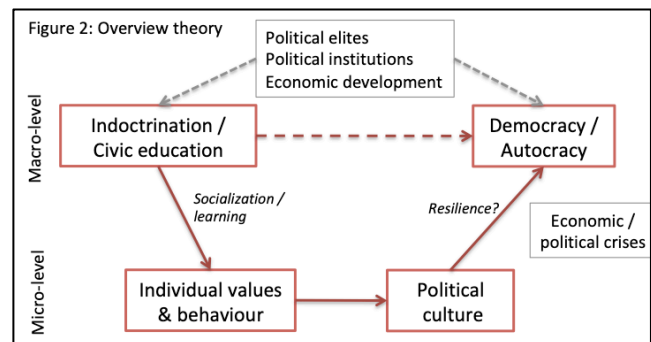 Figure 2: Overview theory
Political elites
Political institutions
Economic development
Macro-level
Indoctrination /
Civic education
Democracy /
Autocracy
Socialization /
learning
Resilience?
Economic /
political crises
Micro-level
Individual values
& behaviour
Political
culture